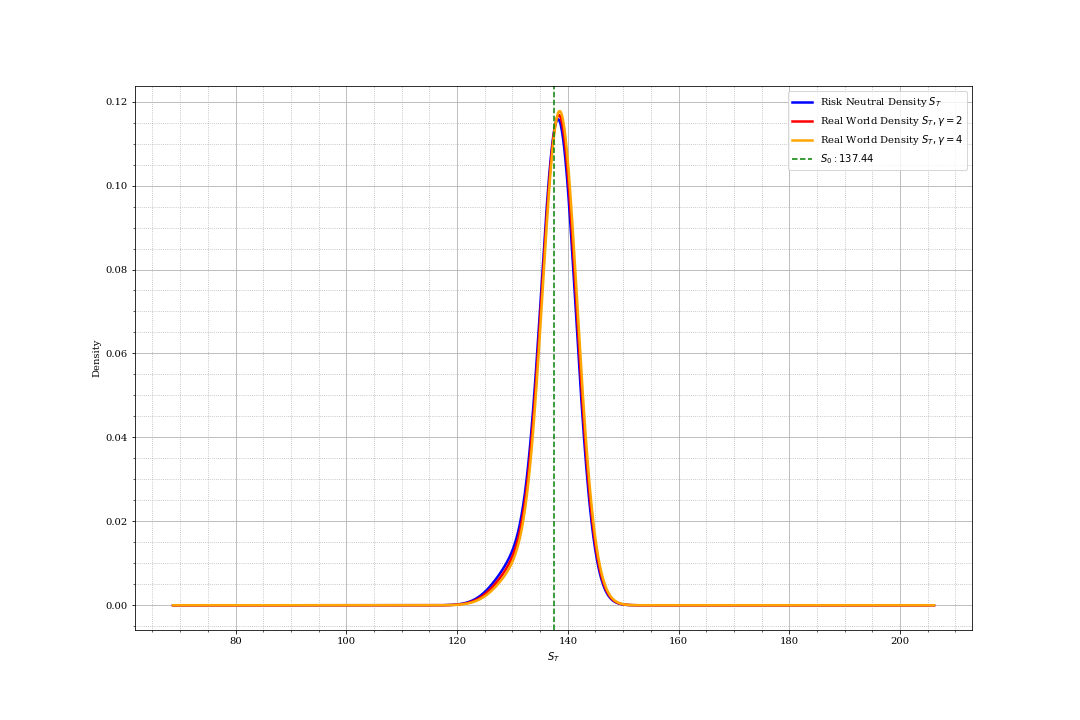 0.12
0.10
0.08
0.06
0.04
0.02
0.00
Density
80 100 120 140 160 180 200
$S_T$
Risk Neutral Density $S_T$
Real World Density $S_T, \gamma = 2$
Real World Density $S_T, \gamma = 4$
$S_0 : 137.44$